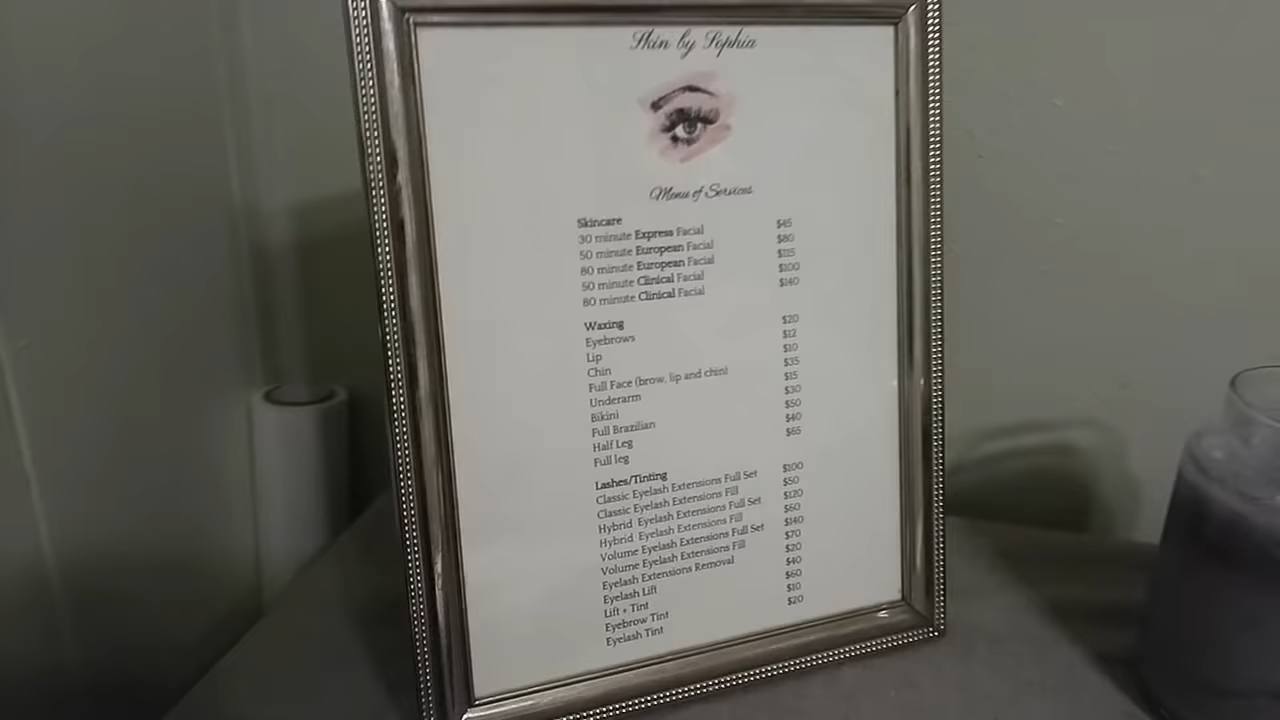 Skin by Sophia
Menu of Services
Skincare
30 minute Express Facial $45
50 minute European Facial $80
80 minute European Facial $115
50 minute Clinical Facial $100
80 minute Clinical Facial $140
Waxing
Eyebrows $20
Lip $12
Chin $10
Full Face (brow, lip and chin) $35
Underarm $15
Bikini $30
Full Brazilian $50
Half Leg $40
Full leg $65
Lashes/Tinting
Classic Eyelash Extensions Full Set $100
Classic Eyelash Extensions Fill $50
Hybrid Eyelash Extensions Full Set $120
Hybrid Eyelash Extensions Fill $60
Volume Eyelash Extensions Full Set $140
Volume Eyelash Extensions Fill $70
Eyelash Extensions Removal $20
Eyelash Lift $40
Lift + Tint $60
Eyebrow Tint $10
Eyelash Tint $20